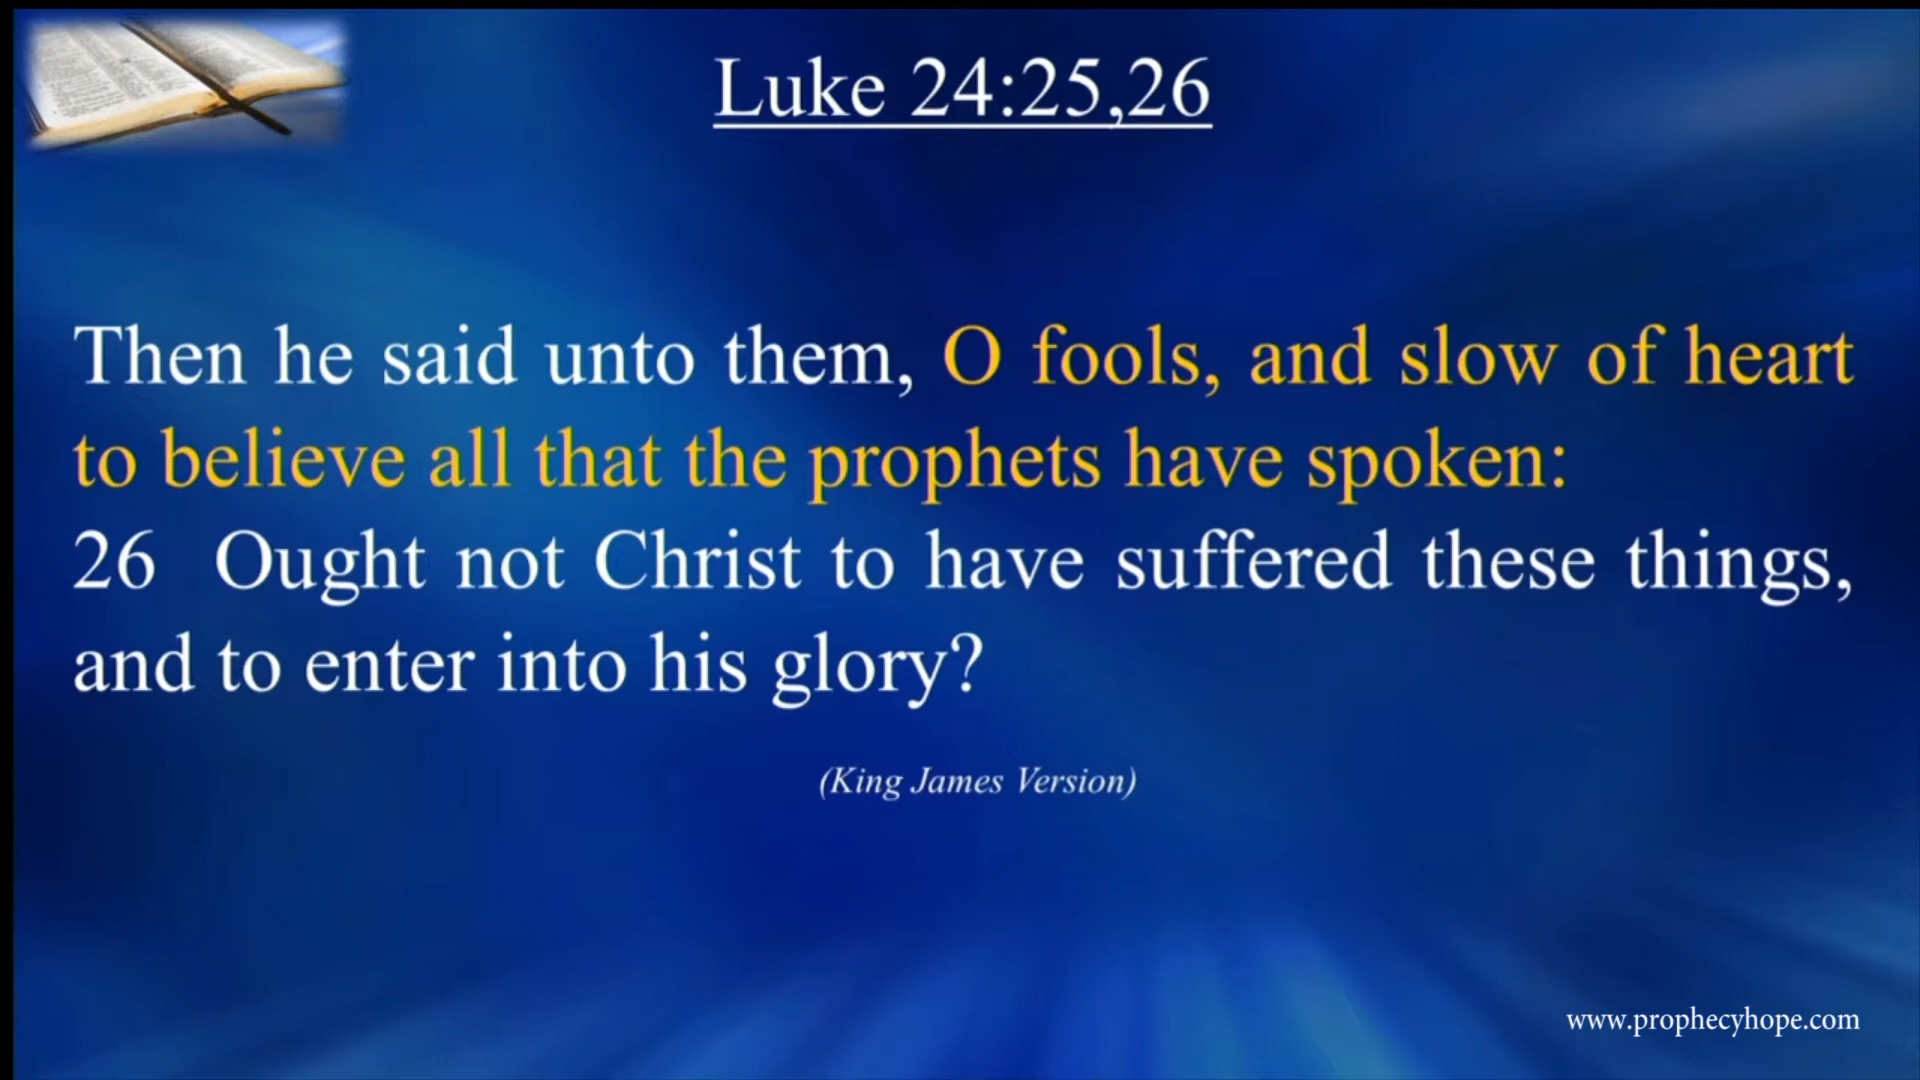 Luke 24:25,26
Then he said unto them, O fools, and slow of heart
to believe all that the prophets have spoken:
26 Ought not Christ to have suffered these things,
and to enter into his glory?
(King James Version)
www.prophecyhope.com